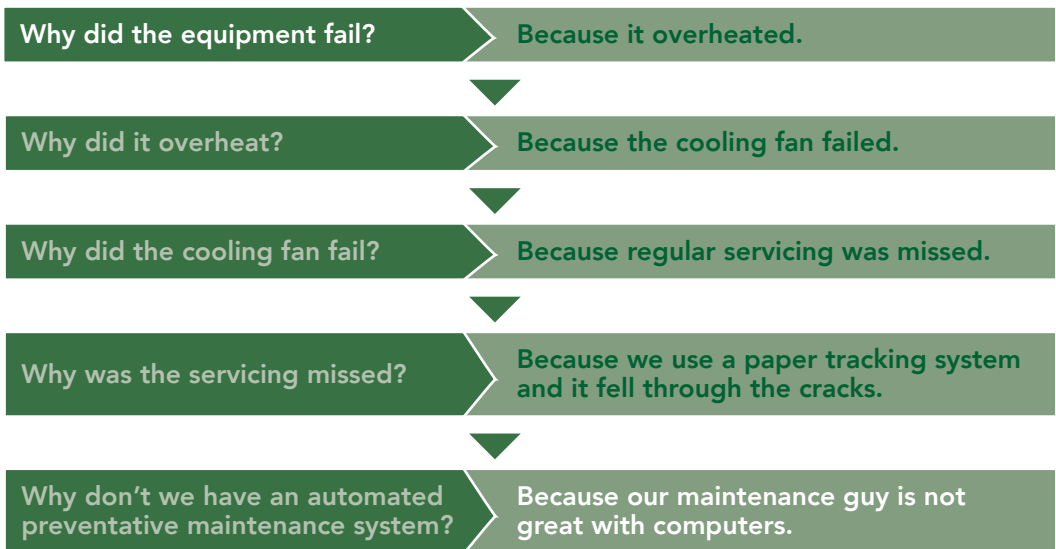 Why did the equipment fail?
Because it overheated.
Why did it overheat?
Because the cooling fan failed.
Why did the cooling fan fail?
Because regular servicing was missed.
Why was the servicing missed?
Because we use a paper tracking system
and it fell through the cracks.
Why don’t we have an automated
preventative maintenance system?
Because our maintenance guy is not
great with computers.